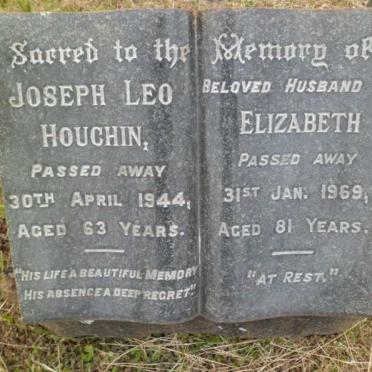 Sacred to the Memory of
Joseph Leo Houchin,
Passed away
30th April 1944,
Aged 63 Years.
"His life a beautiful Memory
His absence a deep regret."
Beloved Husband
Elizabeth
Passed away
31st Jan. 1969,
Aged 81 Years.
"At Rest."